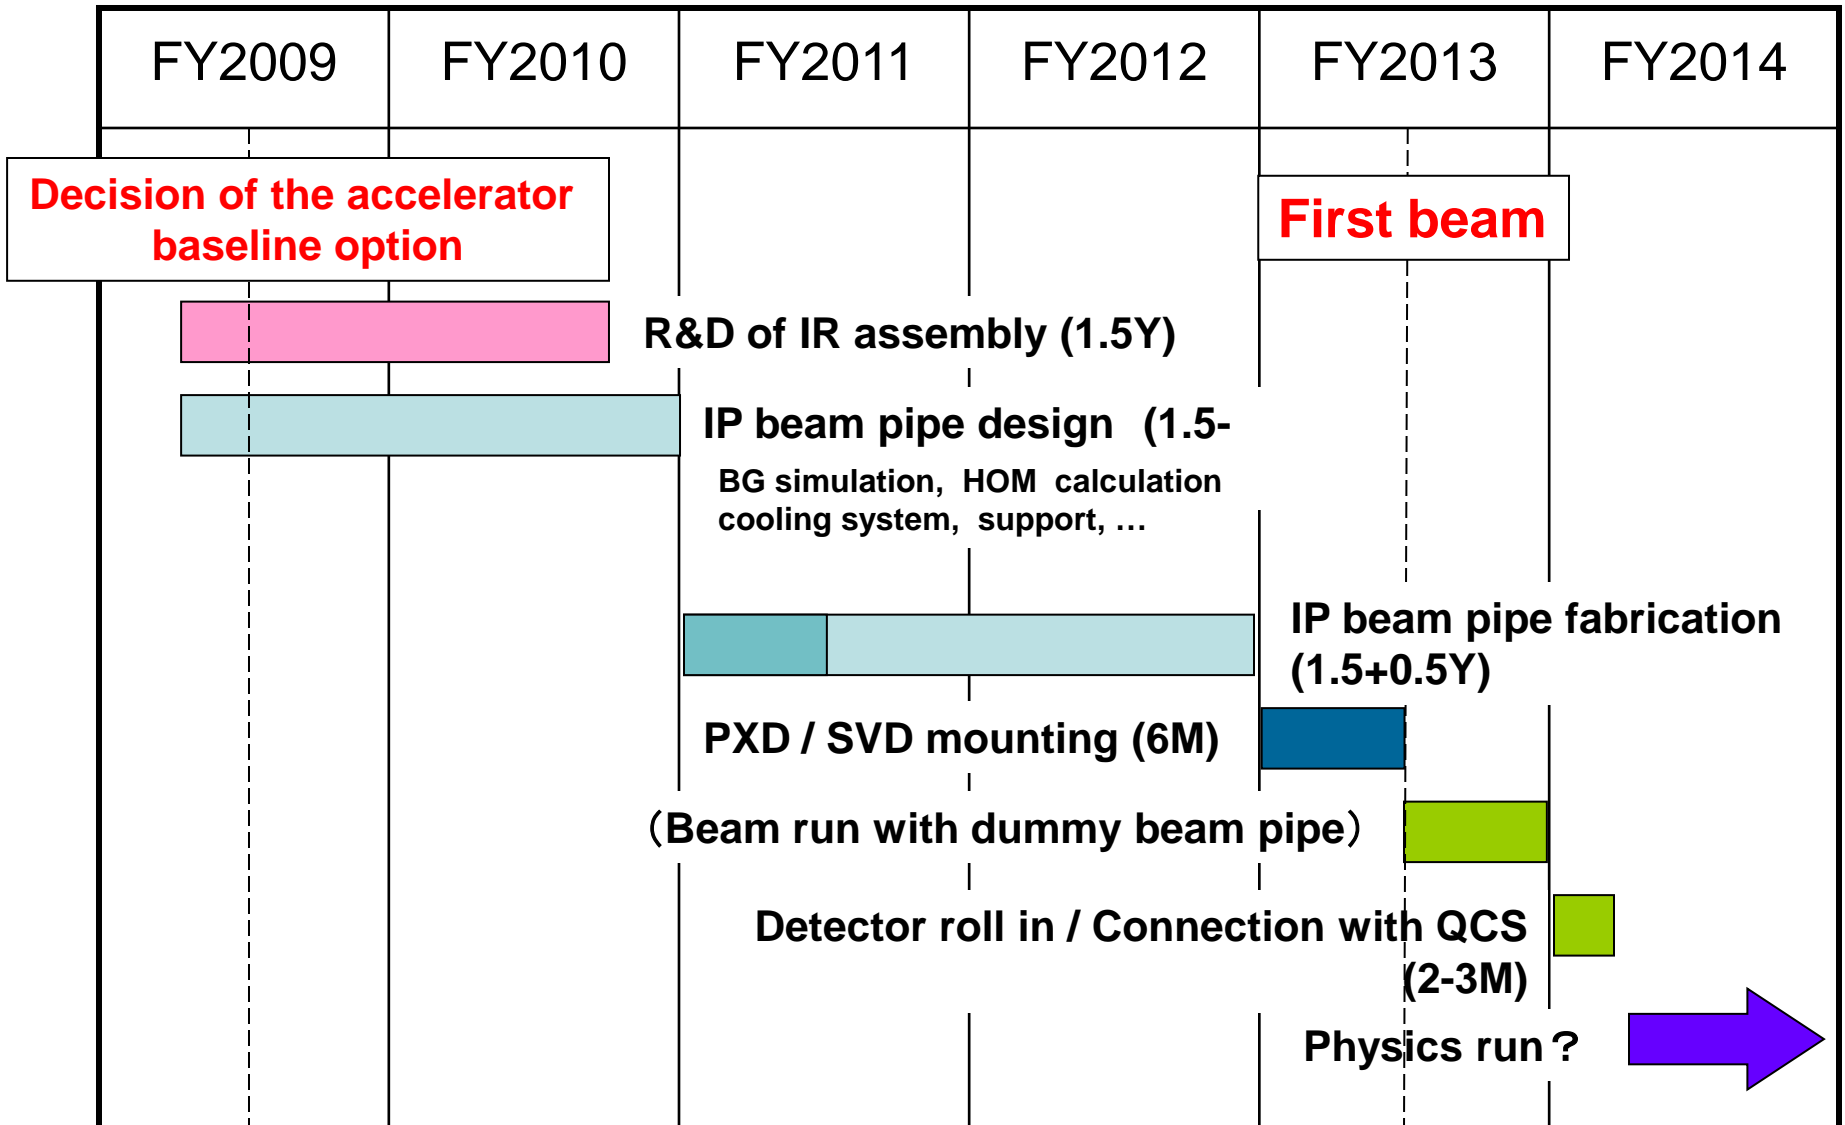 FY2009 FY2010 FY2011 FY2012 FY2013 FY2014
Decision of the accelerator
baseline option
First beam
R&D of IR assembly (1.5Y)
IP beam pipe design (1.5-
BG simulation, HOM calculation
cooling system, support, …
IP beam pipe fabrication
(1.5+0.5Y)
PXD / SVD mounting (6M)
（Beam run with dummy beam pipe）
Detector roll in / Connection with QCS
(2-3M)
Physics run？